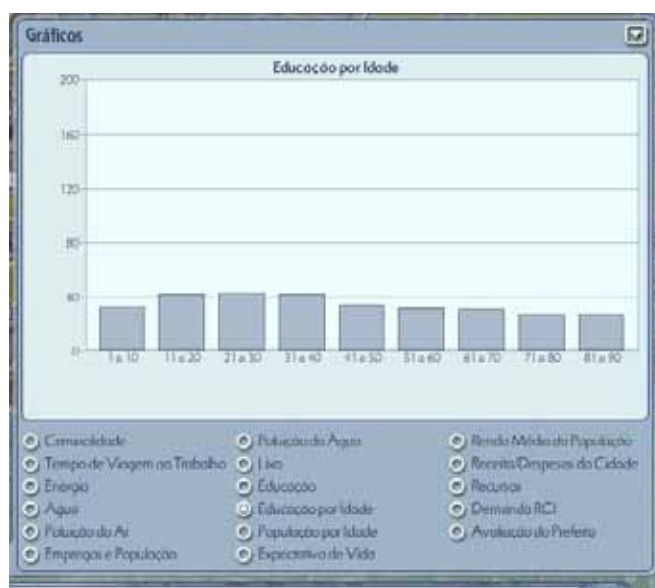 Gráficos
Educação por Idade
200
160
120
80
40
0
1 a 10 11 a 20 21 a 30 31 a 40 41 a 50 51 a 60 61 a 70 71 a 80 81 a 90
Criminalidade Poluição da Água Renda Média da População
Tempo de Viagem ao Trabalho Lixo Receita/Despesas da Cidade
Energia Educação Recursos
Água Educação por Idade Demanda RCI
Poluição do Ar População por Idade Avaliação do Prefeito
Empregos e População Expectativa de Vida